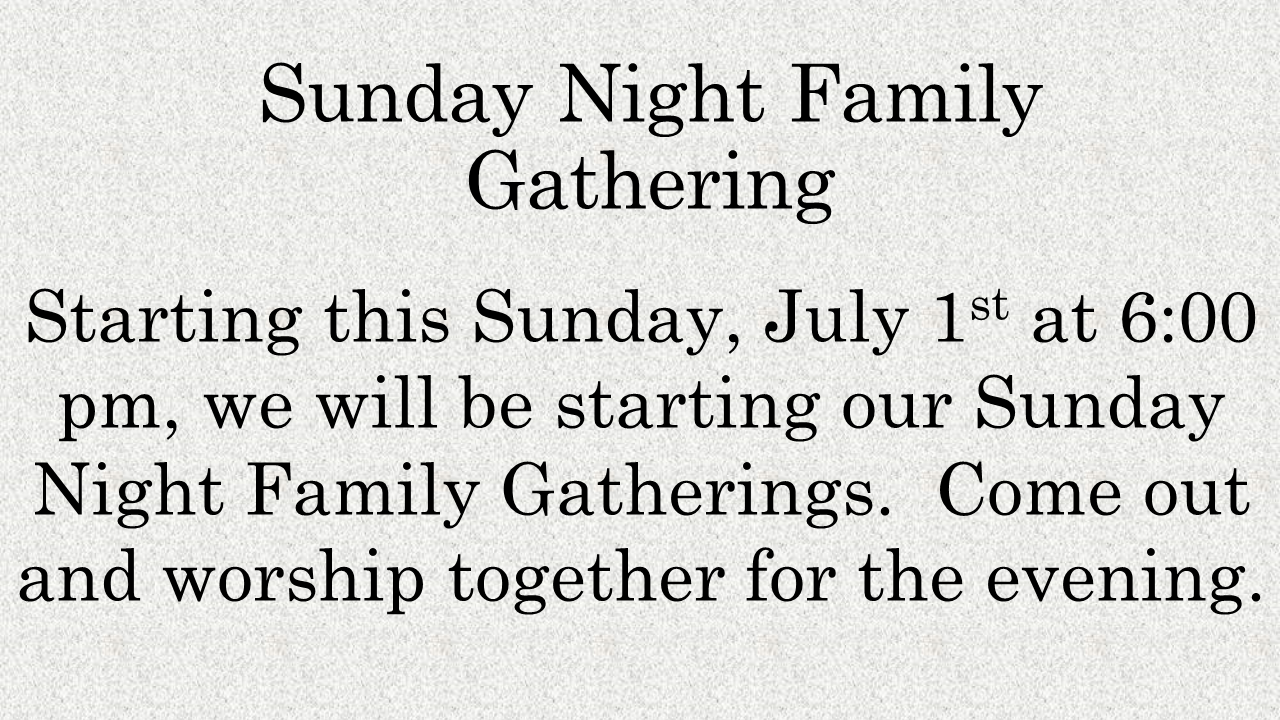 Sunday Night Family
Gathering
Starting this Sunday, July 1st at 6:00
pm, we will be starting our Sunday
Night Family Gatherings.  Come out
and worship together for the evening.